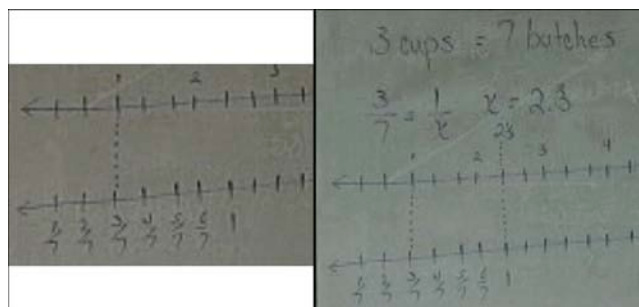 1 2 3
1/7 2/7 3/7 4/7 5/7 6/7 1
3 cups = 7 batches
3/7 = 1/x x = 2.3
2.3
1 2 3 4
1/7 2/7 3/7 4/7 5/7 6/7 1